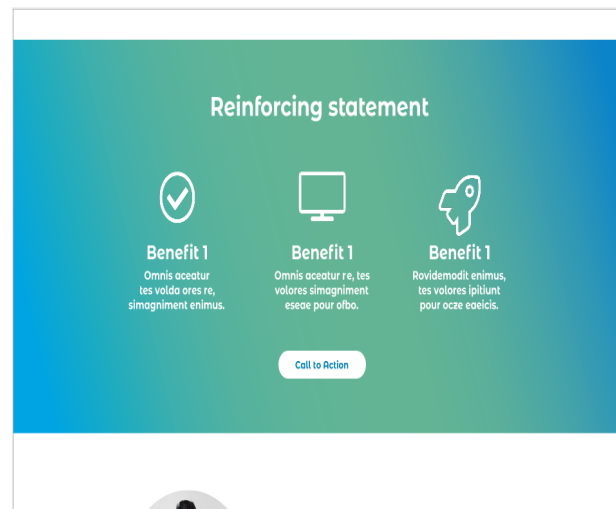 Reinforcing statement
Benefit 1
Omnis aceatur
tes volda ores re,
simagniment enimus.
Benefit 1
Omnis aceatur re, tes
volores simagniment
eseae pour ofbo.
Benefit 1
Rovidemodit enimus,
tes volores ipitiunt
pour ocze eaeicis.
Call to Action